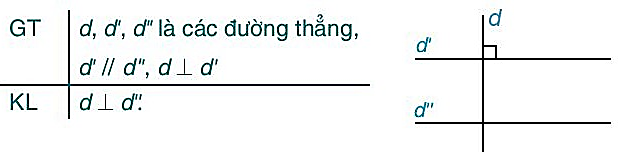 GT d, d', d" là các đường thẳng,
d' // d", d ⊥ d'
KL d ⊥ d".
d
d'
d"